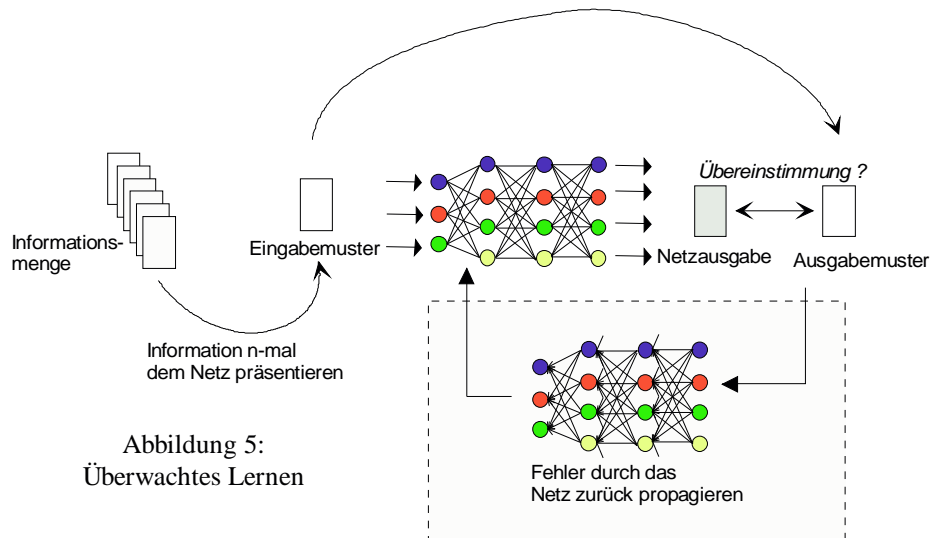 Übereinstimmung ?
Informations-
menge
Eingabemuster
Netzausgabe
Ausgabemuster
Information n-mal
dem Netz präsentieren
Abbildung 5:
Überwachtes Lernen
Fehler durch das
Netz zurück propagieren